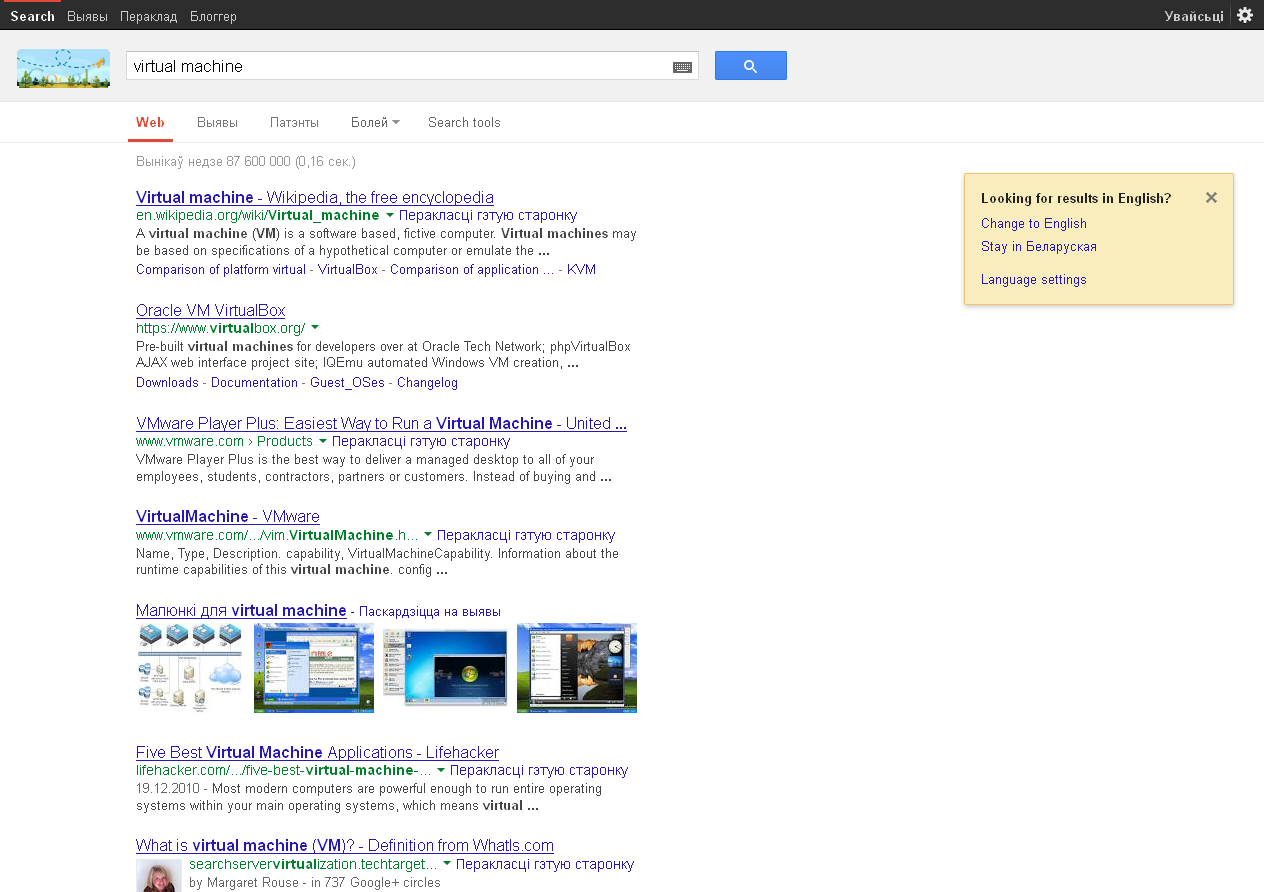 Search Выявы Пераклад Блоггер Увайсьці
virtual machine
Web Выявы Патэнты Болей Search tools
Вынікаў недзе 87 600 000 (0,16 сек.)
Virtual machine - Wikipedia, the free encyclopedia
en.wikipedia.org/wiki/Virtual_machine Перакласці гэтую старонку
A virtual machine (VM) is a software based, fictive computer. Virtual machines may
be based on specifications of a hypothetical computer or emulate the ...
Comparison of platform virtual - VirtualBox - Comparison of application ... - KVM
Oracle VM VirtualBox
https://www.virtualbox.org/
Pre-built virtual machines for developers over at Oracle Tech Network; phpVirtualBox
AJAX web interface project site; IQEmu automated Windows VM creation, ...
Downloads - Documentation - Guest_OSes - Changelog
VMware Player Plus: Easiest Way to Run a Virtual Machine - United ...
www.vmware.com › Products Перакласці гэтую старонку
VMware Player Plus is the best way to deliver a managed desktop to all of your
employees, students, contractors, partners or customers. Instead of buying and ...
VirtualMachine - VMware
www.vmware.com/.../vim.VirtualMachine.h... Перакласці гэтую старонку
Name, Type, Description. capability, VirtualMachineCapability. Information about the
runtime capabilities of this virtual machine. config ...
Малюнкі для virtual machine - Паскардзіцца на выявы
Five Best Virtual Machine Applications - Lifehacker
lifehacker.com/.../five-best-virtual-machine-... Перакласці гэтую старонку
19.12.2010 - Most modern computers are powerful enough to run entire operating
systems within your main operating systems, which means virtual ...
What is virtual machine (VM)? - Definition from WhatIs.com
searchservervirtualization.techtarget... Перакласці гэтую старонку
by Margaret Rouse - in 737 Google+ circles
Looking for results in English?
Change to English
Stay in Беларуская
Language settings